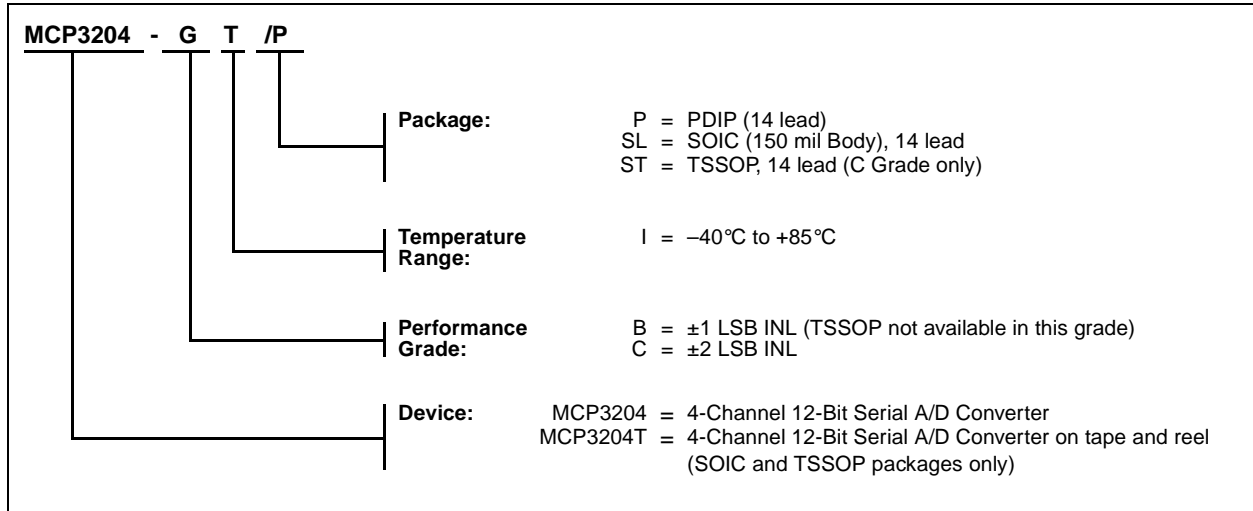 MCP3204 - G T /P
Package: P = PDIP (14 lead)
SL = SOIC (150 mil Body), 14 lead
ST = TSSOP, 14 lead (C Grade only)
Temperature I = –40°C to +85°C
Range:
Performance B = ±1 LSB INL (TSSOP not available in this grade)
Grade: C = ±2 LSB INL
Device: MCP3204 = 4-Channel 12-Bit Serial A/D Converter
MCP3204T = 4-Channel 12-Bit Serial A/D Converter on tape and reel
(SOIC and TSSOP packages only)